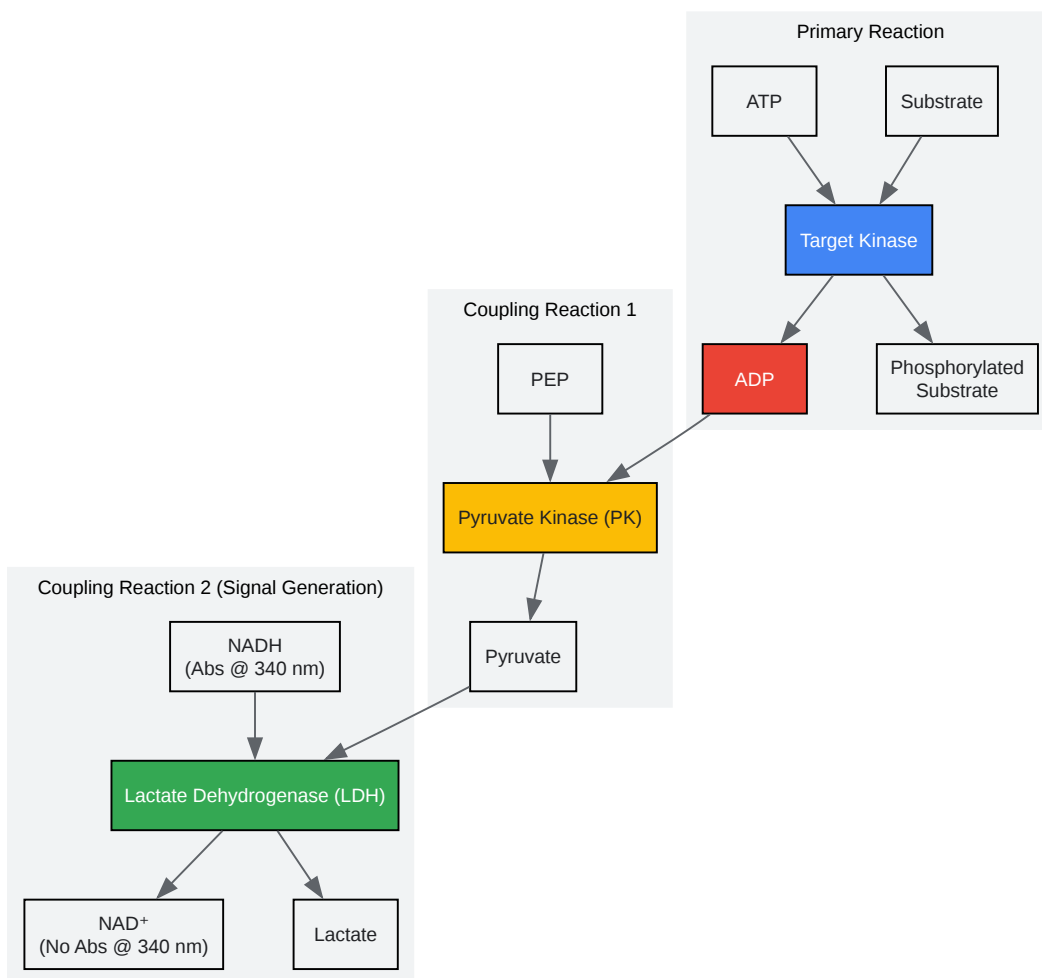 Primary Reaction
ATP
Substrate
Target Kinase
ADP
Phosphorylated
Substrate
Coupling Reaction 1
PEP
Pyruvate Kinase (PK)
Pyruvate
Coupling Reaction 2 (Signal Generation)
NADH
(Abs @ 340 nm)
Lactate Dehydrogenase (LDH)
NAD⁺
(No Abs @ 340 nm)
Lactate